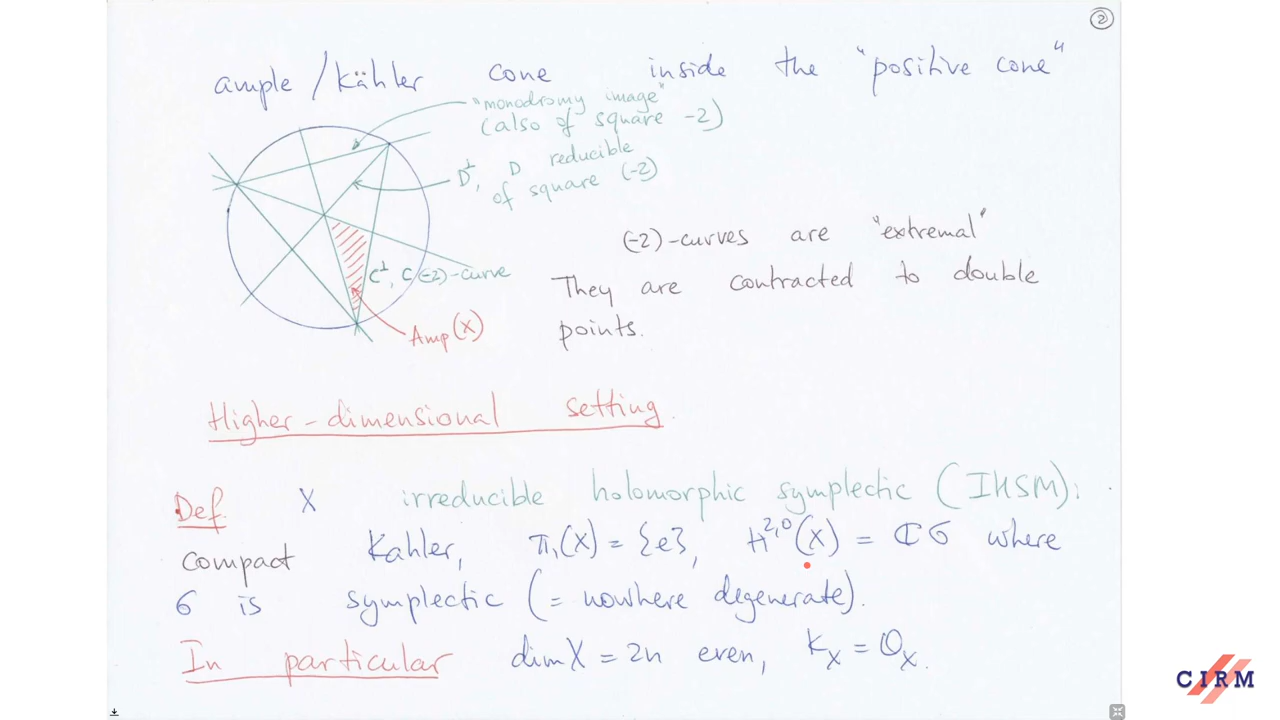 ②
ample/Kähler cone inside the "positive cone"
"monodromy image"
(also of square -2)
D⊥, D reducible
of square (-2)
(-2)-curves are "extremal"
C⊥, C (-2)-curve
They are contracted to double
points.
Amp(X)
Higher-dimensional setting.
Def. X irreducible holomorphic symplectic (IHSM):
compact Kahler, π₁(X) = {e}, H²,⁰(X) = ℂσ where
σ is symplectic (= nowhere degenerate).
In particular dim X = 2n even, K_X = O_X.
CIRM